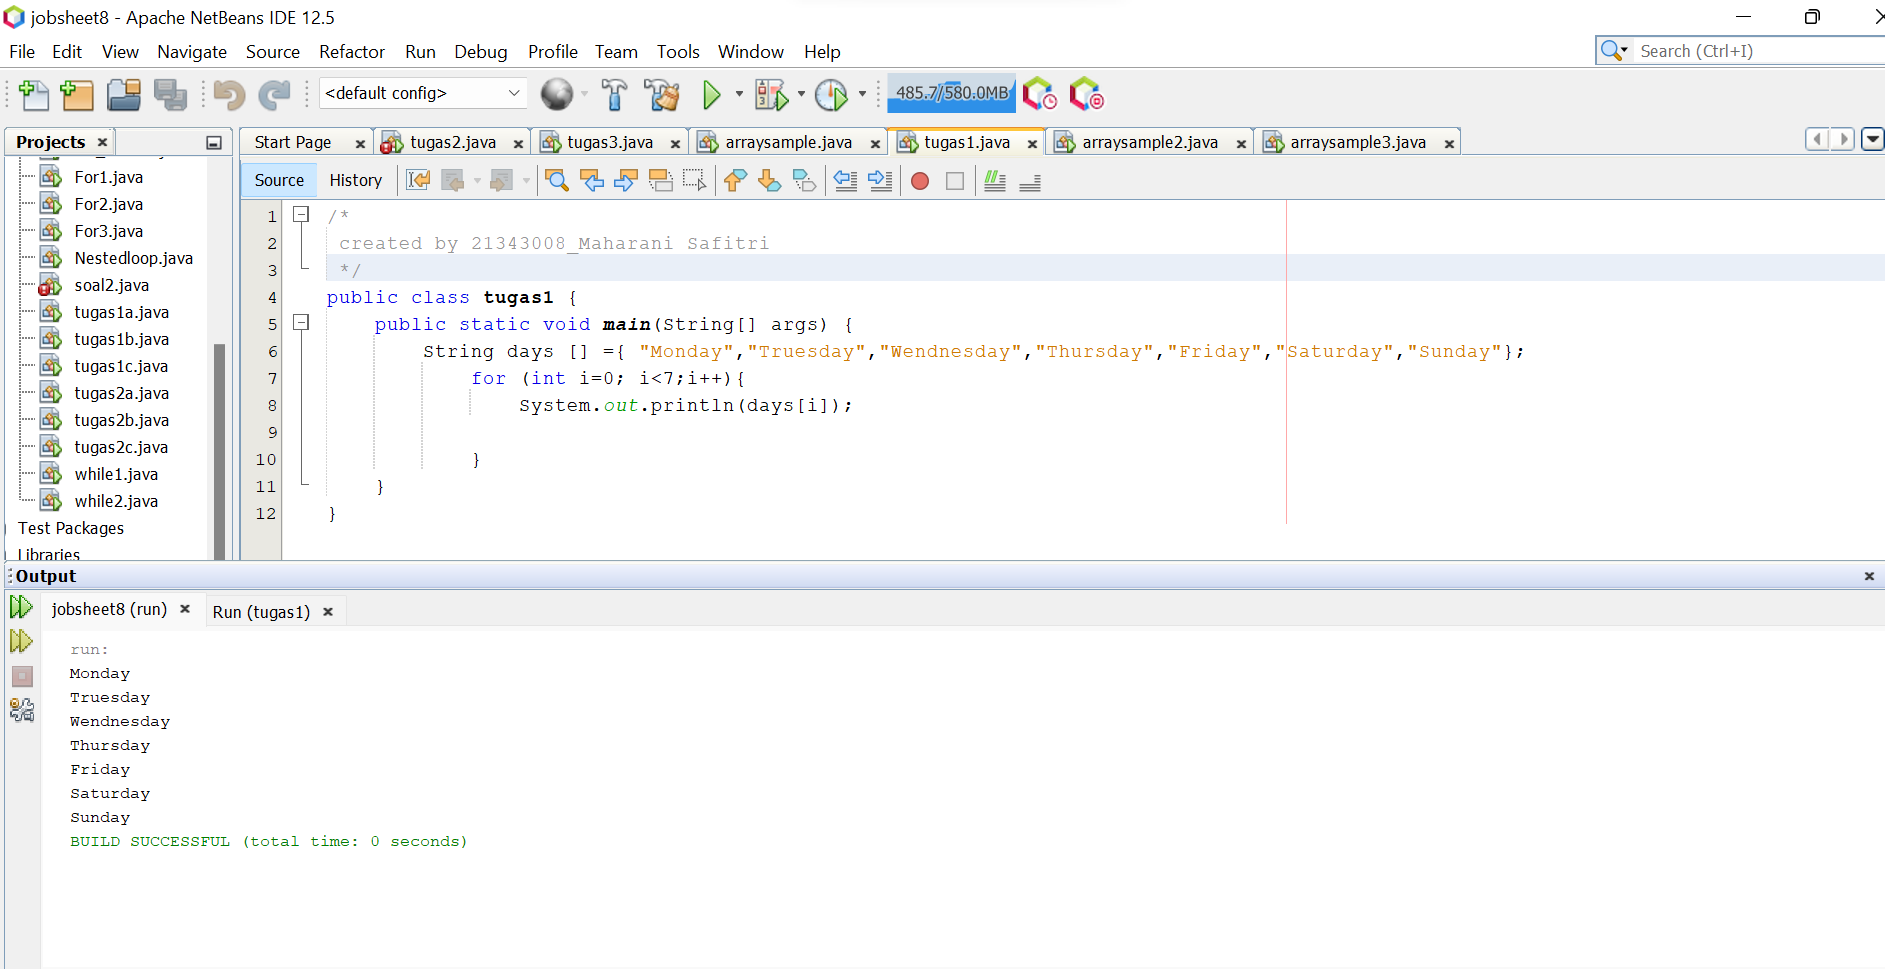 jobsheet8 - Apache NetBeans IDE 12.5
File Edit View Navigate Source Refactor Run Debug Profile Team Tools Window Help
Search (Ctrl+I)
<default config>
485.7/580.0MB
Projects
Start Page
tugas2.java
tugas3.java
arraysample.java
tugas1.java
arraysample2.java
arraysample3.java
For1.java
For2.java
For3.java
Nestedloop.java
soal2.java
tugas1a.java
tugas1b.java
tugas1c.java
tugas2a.java
tugas2b.java
tugas2c.java
while1.java
while2.java
Test Packages
Libraries
Source History
1 /*
2 created by 21343008_Maharani Safitri
3 */
4 public class tugas1 {
5 public static void main(String[] args) {
6 String days [] ={ "Monday","Truesday","Wendnesday","Thursday","Friday","Saturday","Sunday"};
7 for (int i=0; i<7;i++){
8 System.out.println(days[i]);
9
10 }
11 }
12 }
Output
jobsheet8 (run)
Run (tugas1)
run:
Monday
Truesday
Wendnesday
Thursday
Friday
Saturday
Sunday
BUILD SUCCESSFUL (total time: 0 seconds)